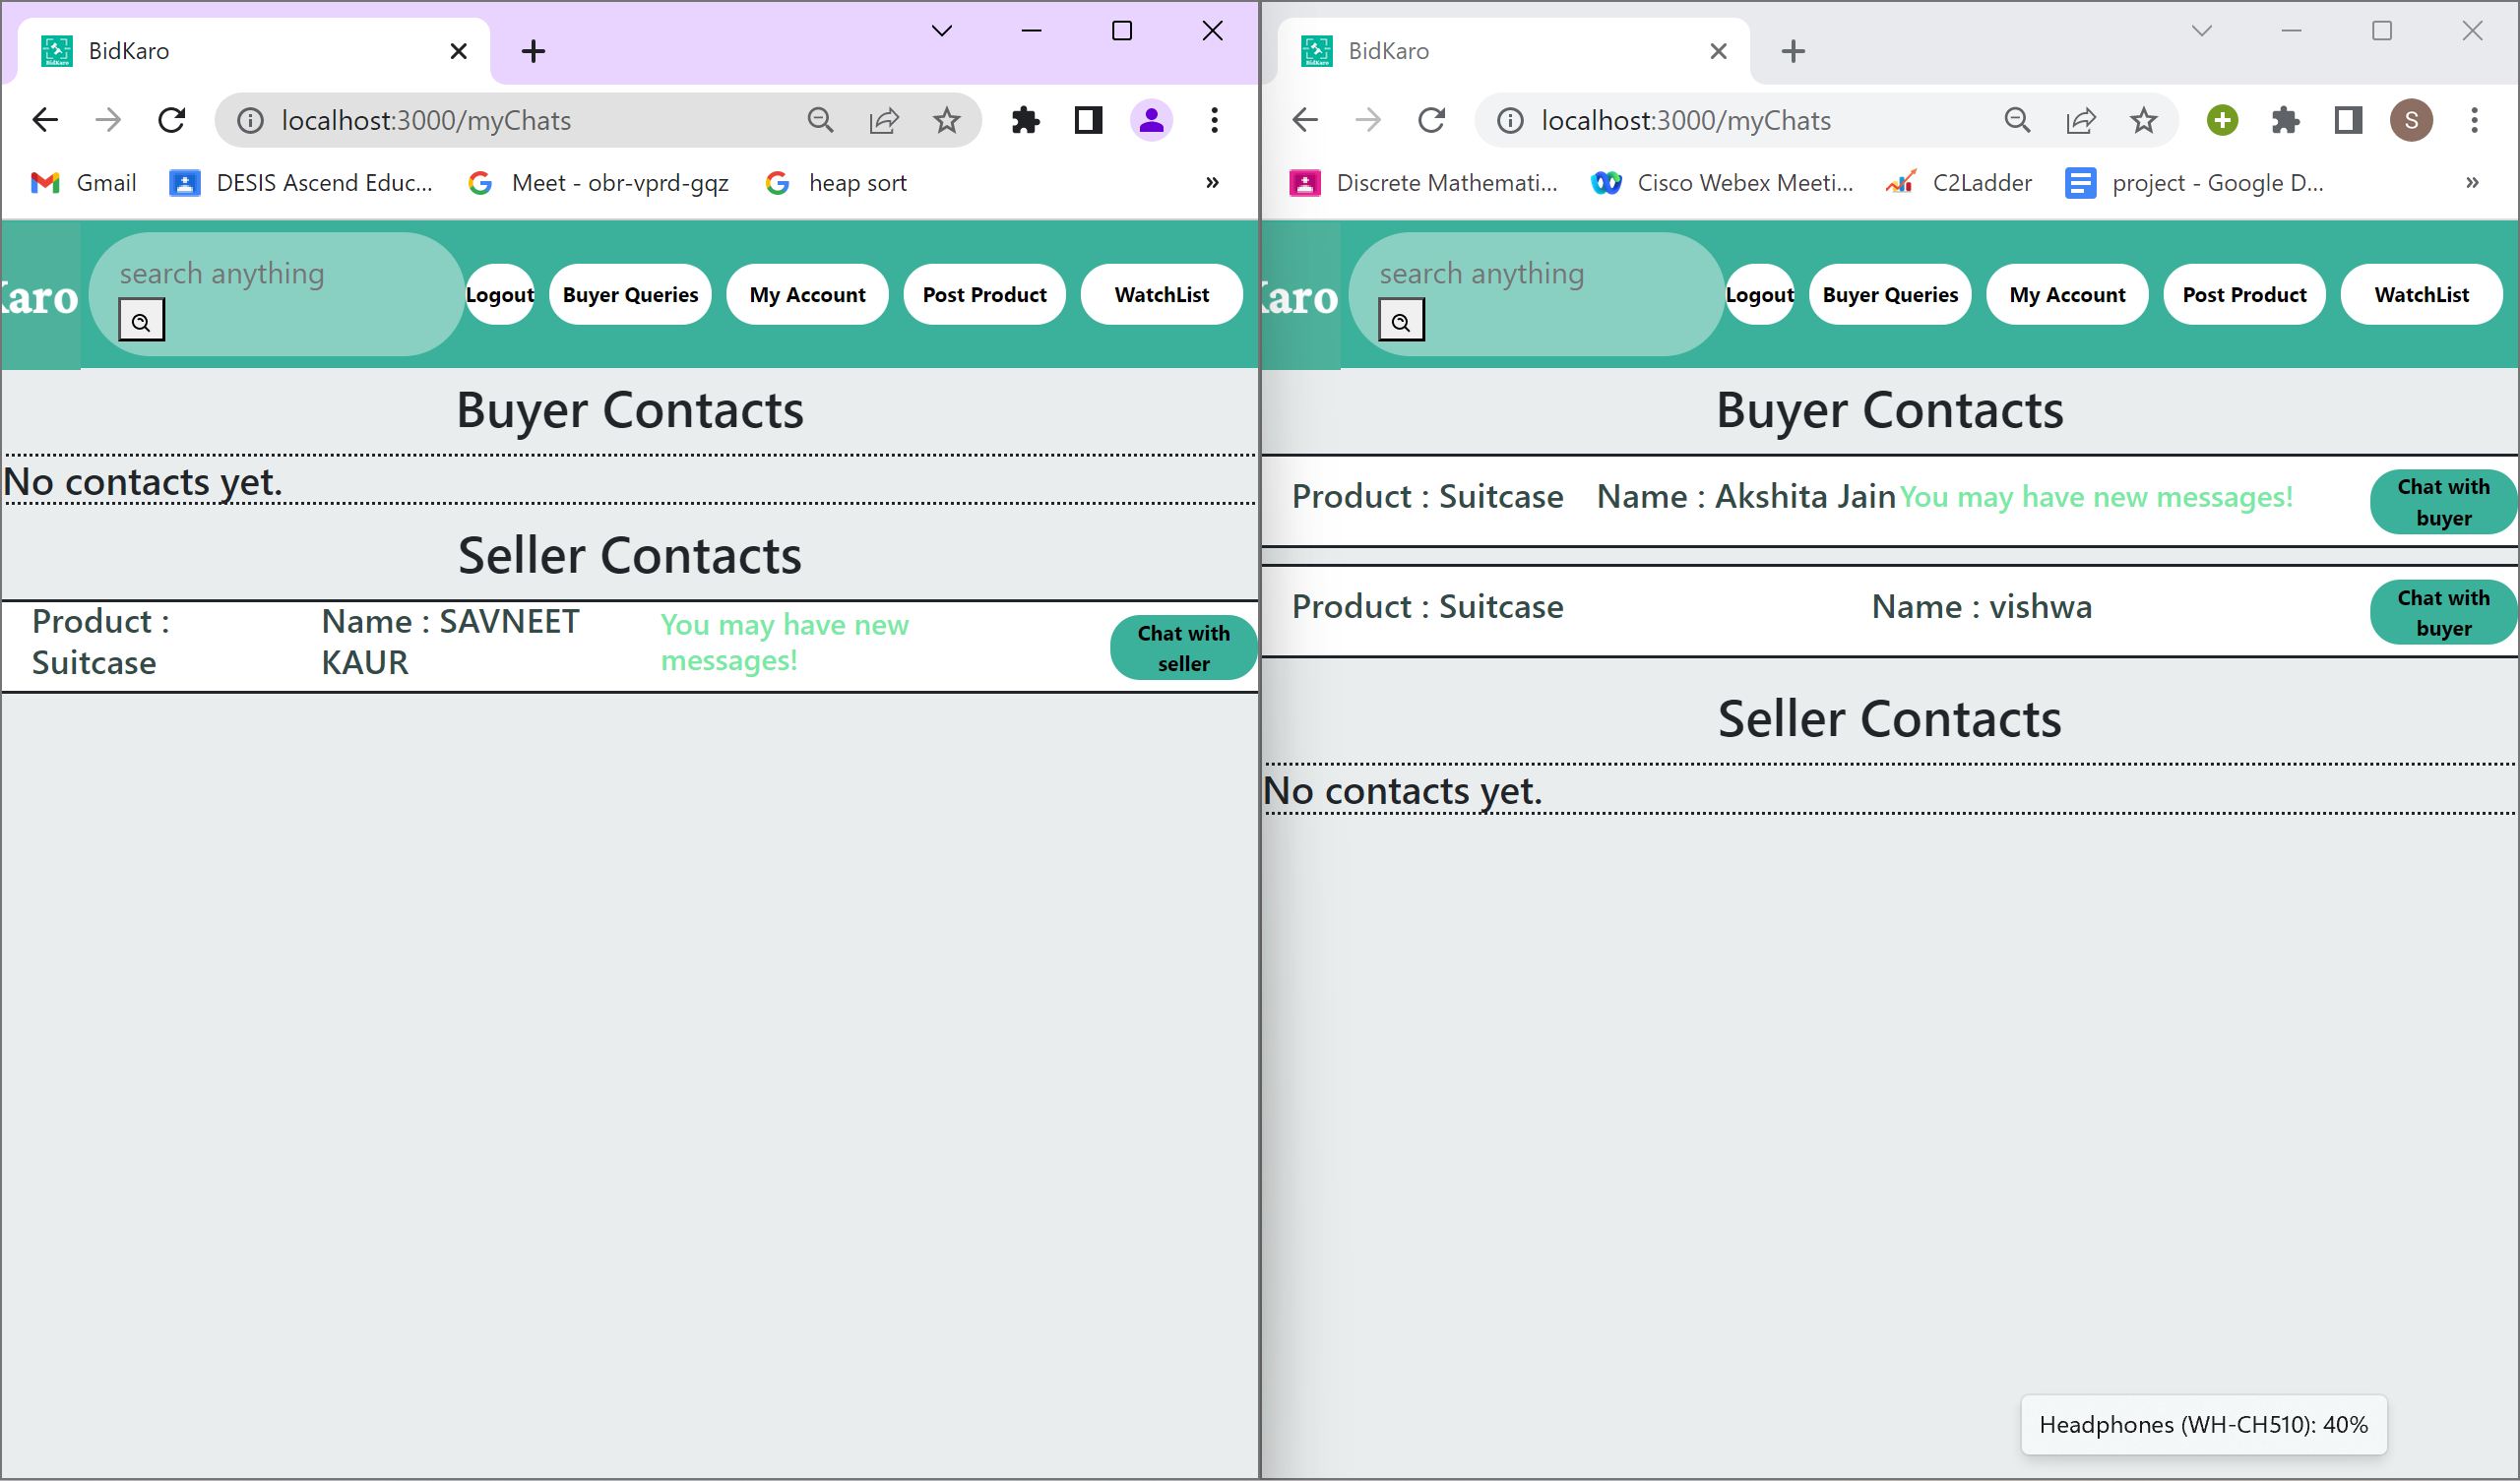 BidKaro
localhost:3000/myChats
Gmail DESIS Ascend Educ... Meet - obr-vprd-gqz heap sort »
Karo
search anything
Logout Buyer Queries My Account Post Product WatchList
Buyer Contacts
No contacts yet.
Seller Contacts
Product : Suitcase
Name : SAVNEET KAUR
You may have new messages!
Chat with seller
BidKaro
localhost:3000/myChats
S
Discrete Mathemati... Cisco Webex Meeti... C2Ladder project - Google D... »
Karo
search anything
Logout Buyer Queries My Account Post Product WatchList
Buyer Contacts
Product : Suitcase Name : Akshita Jain You may have new messages!
Chat with buyer
Product : Suitcase Name : vishwa
Chat with buyer
Seller Contacts
No contacts yet.
Headphones (WH-CH510): 40%